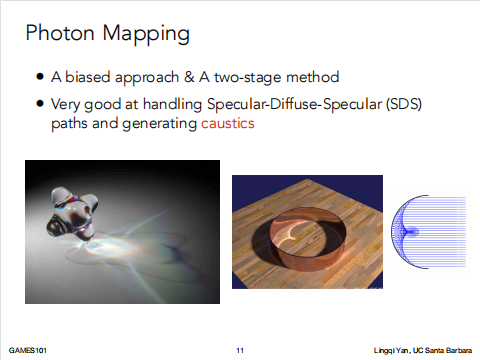 Photon Mapping
• A biased approach & A two-stage method
• Very good at handling Specular-Diffuse-Specular (SDS)
paths and generating caustics
GAMES101
11
Lingqi Yan, UC Santa Barbara